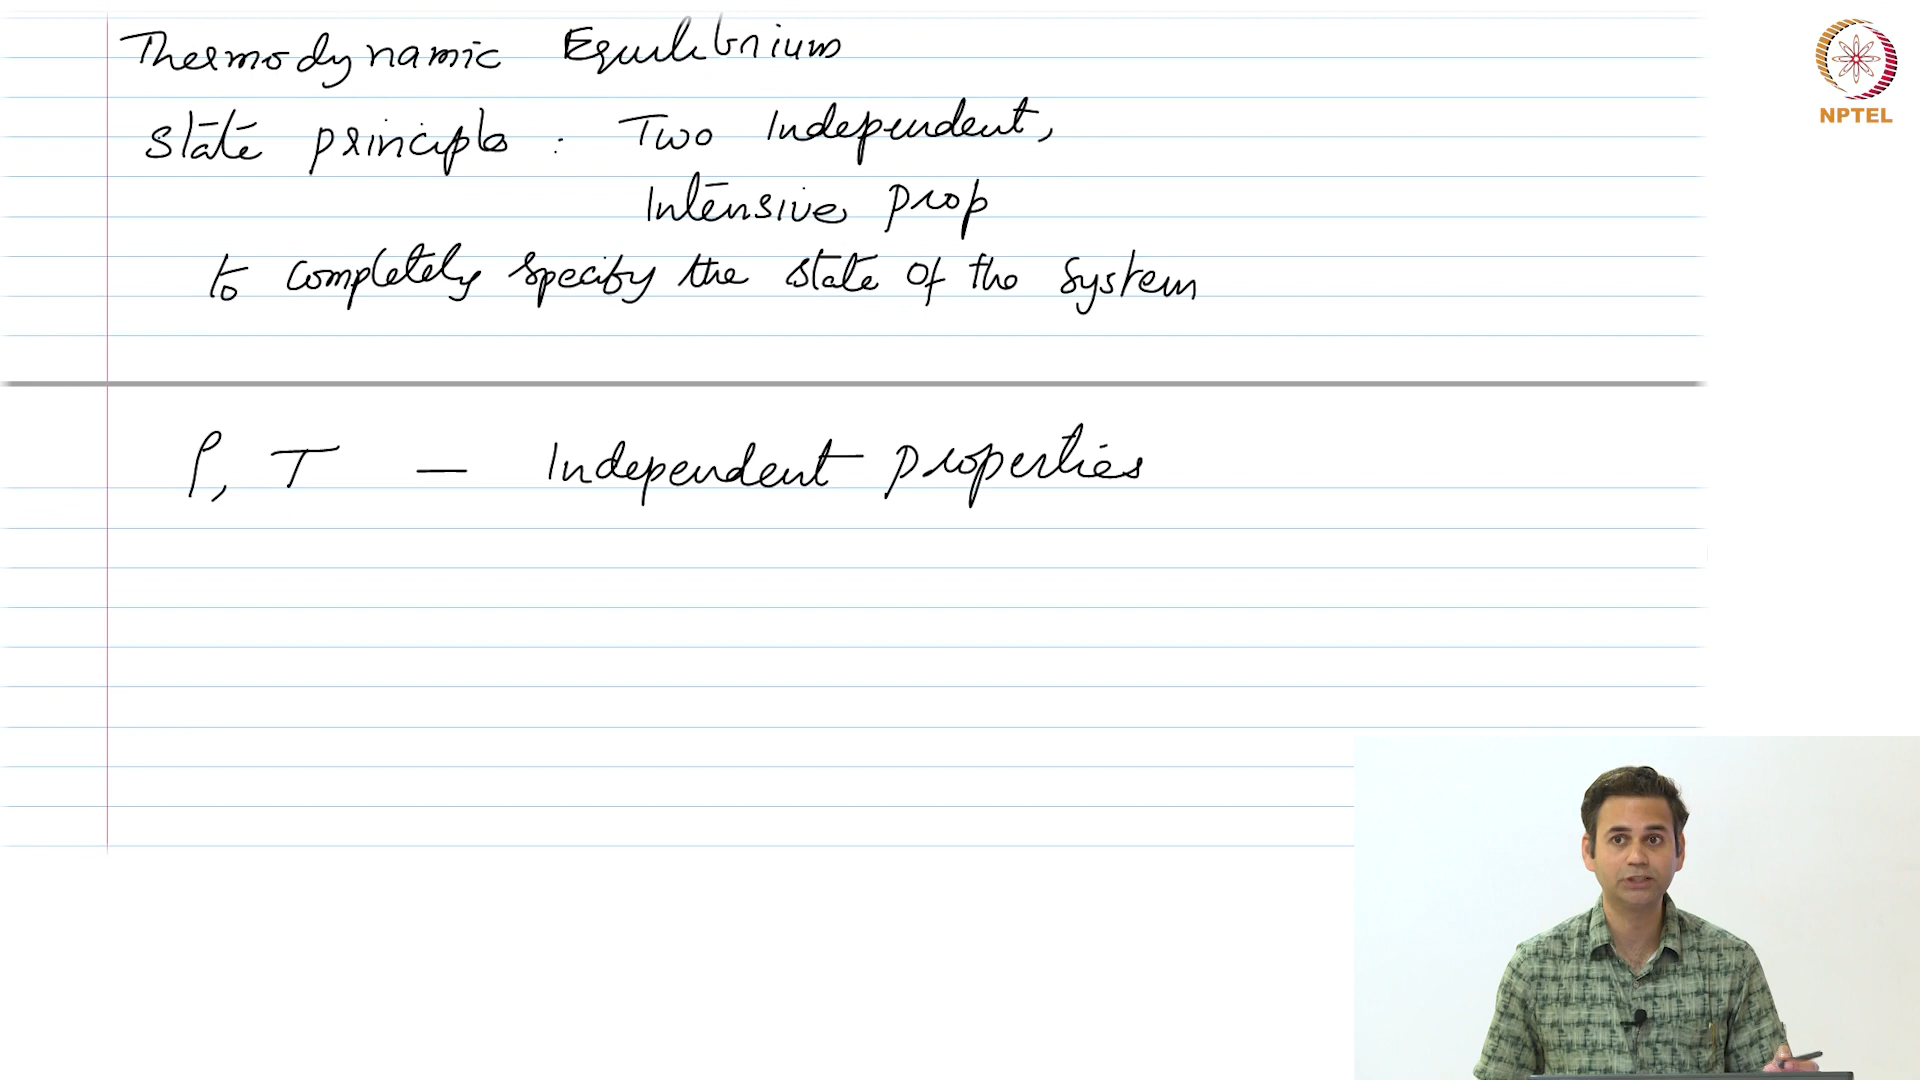 Thermodynamic Equilibrium
State principle : Two Independent,
Intensive prop
to completely specify the state of the system
P, T — Independent properties
NPTEL